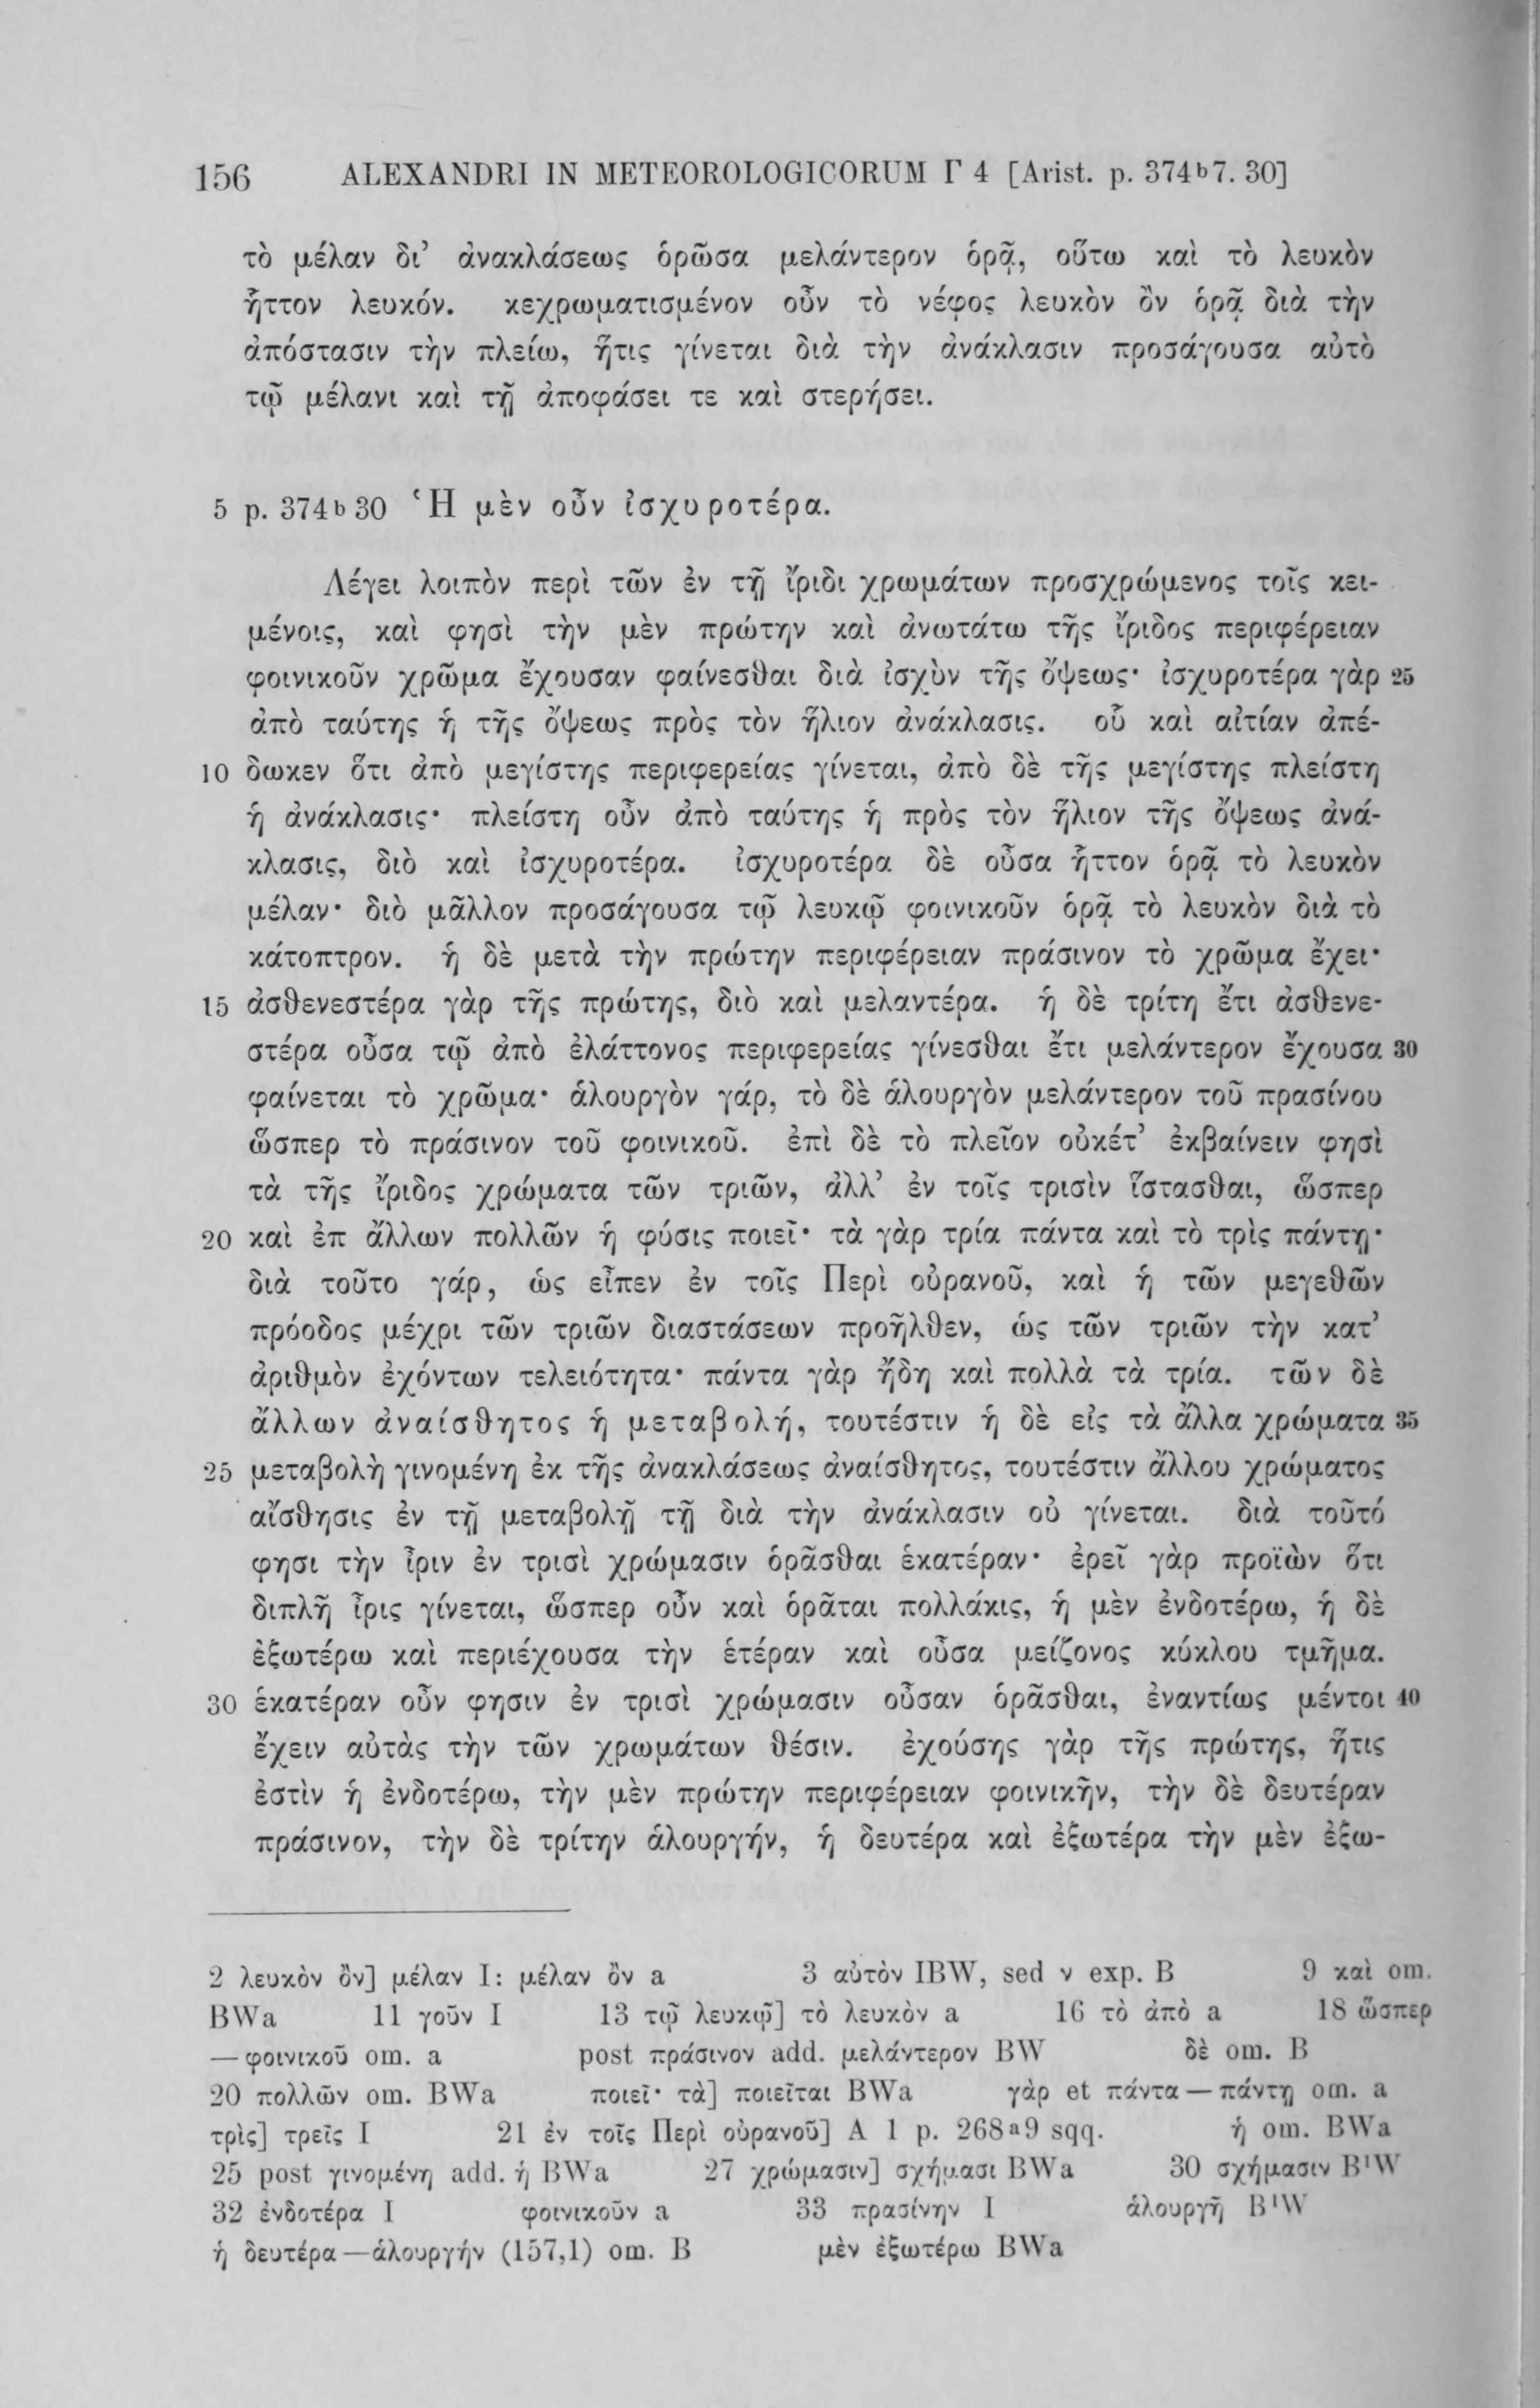 156 ALEXANDRI IN METEOROLOGICORUM Γ 4 [Arist. p. 374b7. 30]
τὸ μέλαν δι’ ἀνακλάσεως ὁρῶσα μελάντερον ὁρᾷ, οὕτω καὶ τὸ λευκὸν
ἧττον λευκόν. κεχρωματισμένον οὖν τὸ νέφος λευκὸν ὂν ὁρᾷ διὰ τὴν
ἀπόστασιν τὴν πλείω, ἥτις γίνεται διὰ τὴν ἀνάκλασιν προσάγουσα αὐτὸ
τῷ μέλανι καὶ τῇ ἀποφάσει τε καὶ στερήσει.
5 p. 374b 30 Ἡ μὲν οὖν ἰσχυροτέρα.
Λέγει λοιπὸν περὶ τῶν ἐν τῇ ἴριδι χρωμάτων προσχρώμενος τοῖς κει-
μένοις, καὶ φησὶ τὴν μὲν πρώτην καὶ ἀνωτάτω τῆς ἴριδος περιφέρειαν
φοινικοῦν χρῶμα ἔχουσαν φαίνεσθαι διὰ ἰσχὺν τῆς ὄψεως· ἰσχυροτέρα γὰρ 25
ἀπὸ ταύτης ἡ τῆς ὄψεως πρὸς τὸν ἥλιον ἀνάκλασις. οὗ καὶ αἰτίαν ἀπέ-
10 δωκεν ὅτι ἀπὸ μεγίστης περιφερείας γίνεται, ἀπὸ δὲ τῆς μεγίστης πλείστη
ἡ ἀνάκλασις· πλείστη οὖν ἀπὸ ταύτης ἡ πρὸς τὸν ἥλιον τῆς ὄψεως ἀνά-
κλασις, διὸ καὶ ἰσχυροτέρα. ἰσχυροτέρα δὲ οὖσα ἧττον ὁρᾷ τὸ λευκὸν
μέλαν· διὸ μᾶλλον προσάγουσα τῷ λευκῷ φοινικοῦν ὁρᾷ τὸ λευκὸν διὰ τὸ
κάτοπτρον. ἡ δὲ μετὰ τὴν πρώτην περιφέρειαν πράσινον τὸ χρῶμα ἔχει·
15 ἀσθενεστέρα γὰρ τῆς πρώτης, διὸ καὶ μελαντέρα. ἡ δὲ τρίτη ἔτι ἀσθενε-
στέρα οὖσα τῷ ἀπὸ ἐλάττονος περιφερείας γίνεσθαι ἔτι μελάντερον ἔχουσα 30
φαίνεται τὸ χρῶμα· ἁλουργὸν γάρ, τὸ δὲ ἁλουργὸν μελάντερον τοῦ πρασίνου
ὥσπερ τὸ πράσινον τοῦ φοινικοῦ. ἐπὶ δὲ τὸ πλεῖον οὐκέτ’ ἐκβαίνειν φησὶ
τὰ τῆς ἴριδος χρώματα τῶν τριῶν, ἀλλ’ ἐν τοῖς τρισὶν ἵστασθαι, ὥσπερ
20 καὶ ἐπ ἄλλων πολλῶν ἡ φύσις ποιεῖ· τὰ γὰρ τρία πάντα καὶ τὸ τρὶς πάντῃ·
διὰ τοῦτο γάρ, ὡς εἶπεν ἐν τοῖς Περὶ οὐρανοῦ, καὶ ἡ τῶν μεγεθῶν
πρόοδος μέχρι τῶν τριῶν διαστάσεων προῆλθεν, ὡς τῶν τριῶν τὴν κατ’
ἀριθμὸν ἐχόντων τελειότητα· πάντα γὰρ ἤδη καὶ πολλὰ τὰ τρία. τῶν δὲ
ἄλλων ἀναίσθητος ἡ μεταβολή, τουτέστιν ἡ δὲ εἰς τὰ ἄλλα χρώματα 35
25 μεταβολὴ γινομένη ἐκ τῆς ἀνακλάσεως ἀναίσθητος, τουτέστιν ἄλλου χρώματος
αἴσθησις ἐν τῇ μεταβολῇ τῇ διὰ τὴν ἀνάκλασιν οὐ γίνεται. διὰ τοῦτό
φησι τὴν ἶριν ἐν τρισὶ χρώμασιν ὁρᾶσθαι ἑκατέραν· ἐρεῖ γὰρ προϊὼν ὅτι
διπλῆ ἶρις γίνεται, ὥσπερ οὖν καὶ ὁρᾶται πολλάκις, ἡ μὲν ἐνδοτέρω, ἡ δὲ
ἐξωτέρω καὶ περιέχουσα τὴν ἑτέραν καὶ οὖσα μείζονος κύκλου τμῆμα.
30 ἑκατέραν οὖν φησιν ἐν τρισὶ χρώμασιν οὖσαν ὁρᾶσθαι, ἐναντίως μέντοι 40
ἔχειν αὐτὰς τὴν τῶν χρωμάτων θέσιν. ἐχούσης γὰρ τῆς πρώτης, ἥτις
ἐστὶν ἡ ἐνδοτέρω, τὴν μὲν πρώτην περιφέρειαν φοινικῆν, τὴν δὲ δευτέραν
πράσινον, τὴν δὲ τρίτην ἁλουργήν, ἡ δευτέρα καὶ ἐξωτέρα τὴν μὲν ἐξω-
2 λευκὸν ὂν] μέλαν I: μέλαν ὂν a 3 αὐτὸν IBW, sed ν exp. B 9 καὶ om.
BWa 11 γοῦν I 13 τῷ λευκῷ] τὸ λευκὸν a 16 τὸ ἀπὸ a 18 ὥσπερ
— φοινικοῦ om. a post πράσινον add. μελάντερον BW δὲ om. B
20 πολλῶν om. BWa ποιεῖ· τὰ] ποιεῖται BWa γὰρ et πάντα — πάντῃ om. a
τρὶς] τρεῖς I 21 ἐν τοῖς Περὶ οὐρανοῦ] A 1 p. 268a9 sqq. ἡ om. BWa
25 post γινομένη add. ἡ BWa 27 χρώμασιν] σχήμασι BWa 30 σχήμασιν B¹W
32 ἐνδοτέρα I φοινικοῦν a 33 πρασίνην I ἁλουργῆ B¹W
ἡ δευτέρα — ἁλουργήν (157,1) om. B μὲν ἐξωτέρω BWa